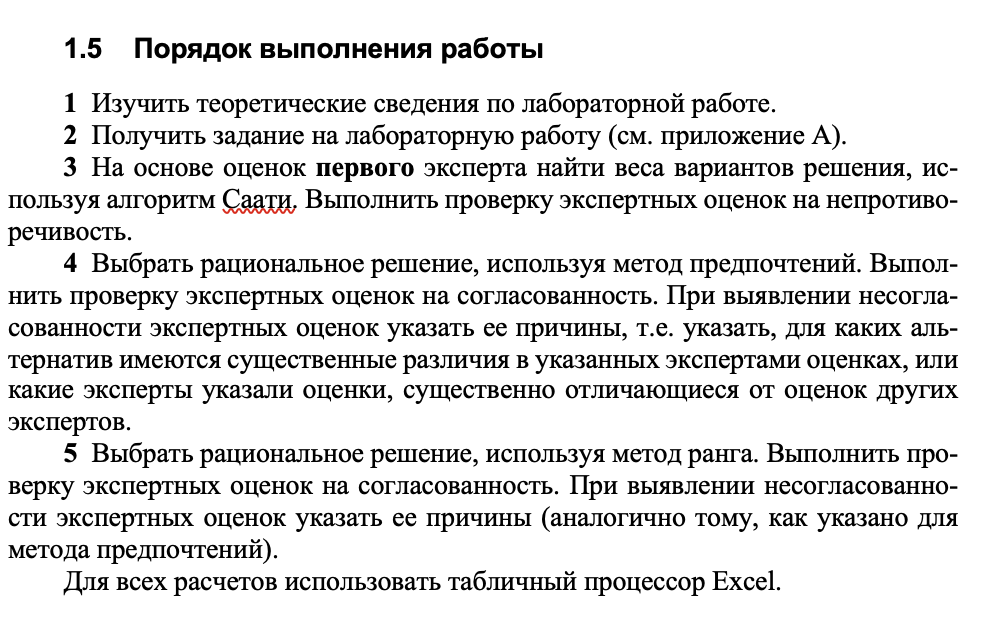 1.5 Порядок выполнения работы
1 Изучить теоретические сведения по лабораторной работе.
2 Получить задание на лабораторную работу (см. приложение А).
3 На основе оценок первого эксперта найти веса вариантов решения, ис-
пользуя алгоритм Саати. Выполнить проверку экспертных оценок на непротиво-
речивость.
4 Выбрать рациональное решение, используя метод предпочтений. Выпол-
нить проверку экспертных оценок на согласованность. При выявлении несогла-
сованности экспертных оценок указать ее причины, т.е. указать, для каких аль-
тернатив имеются существенные различия в указанных экспертами оценках, или
какие эксперты указали оценки, существенно отличающиеся от оценок других
экспертов.
5 Выбрать рациональное решение, используя метод ранга. Выполнить про-
верку экспертных оценок на согласованность. При выявлении несогласованно-
сти экспертных оценок указать ее причины (аналогично тому, как указано для
метода предпочтений).
Для всех расчетов использовать табличный процессор Excel.